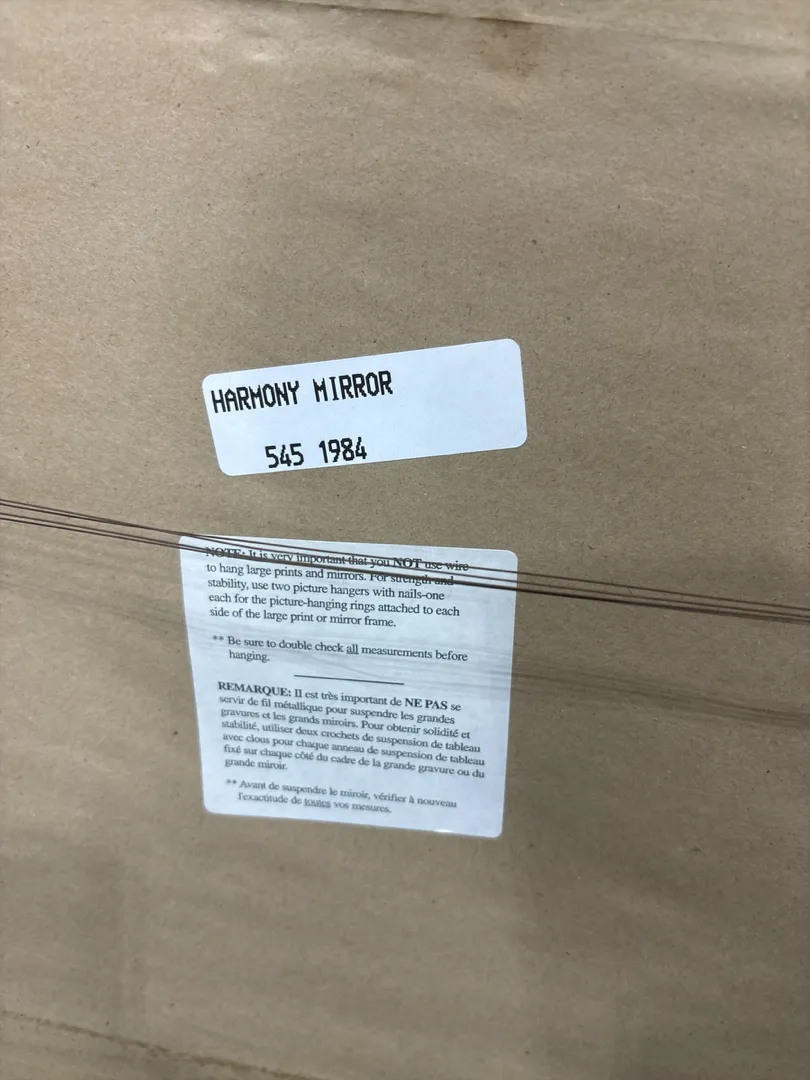 HARMONY MIRROR
545 1984
NOTE: It is very important that you NOT use wire
to hang large prints and mirrors. For strength and
stability, use two picture hangers with nails-one
each for the picture-hanging rings attached to each
side of the large print or mirror frame.
** Be sure to double check all measurements before
hanging.
REMARQUE: Il est très important de NE PAS se
servir de fil métallique pour suspendre les grandes
gravures et les grands miroirs. Pour obtenir solidité et
stabilité, utiliser deux crochets de suspension de tableau
avec clous pour chaque anneau de suspension de tableau
fixé sur chaque côté du cadre de la grande gravure ou du
grande miroir.
** Avant de suspendre le miroir, vérifier à nouveau
l'exactitude de toutes vos mesures.